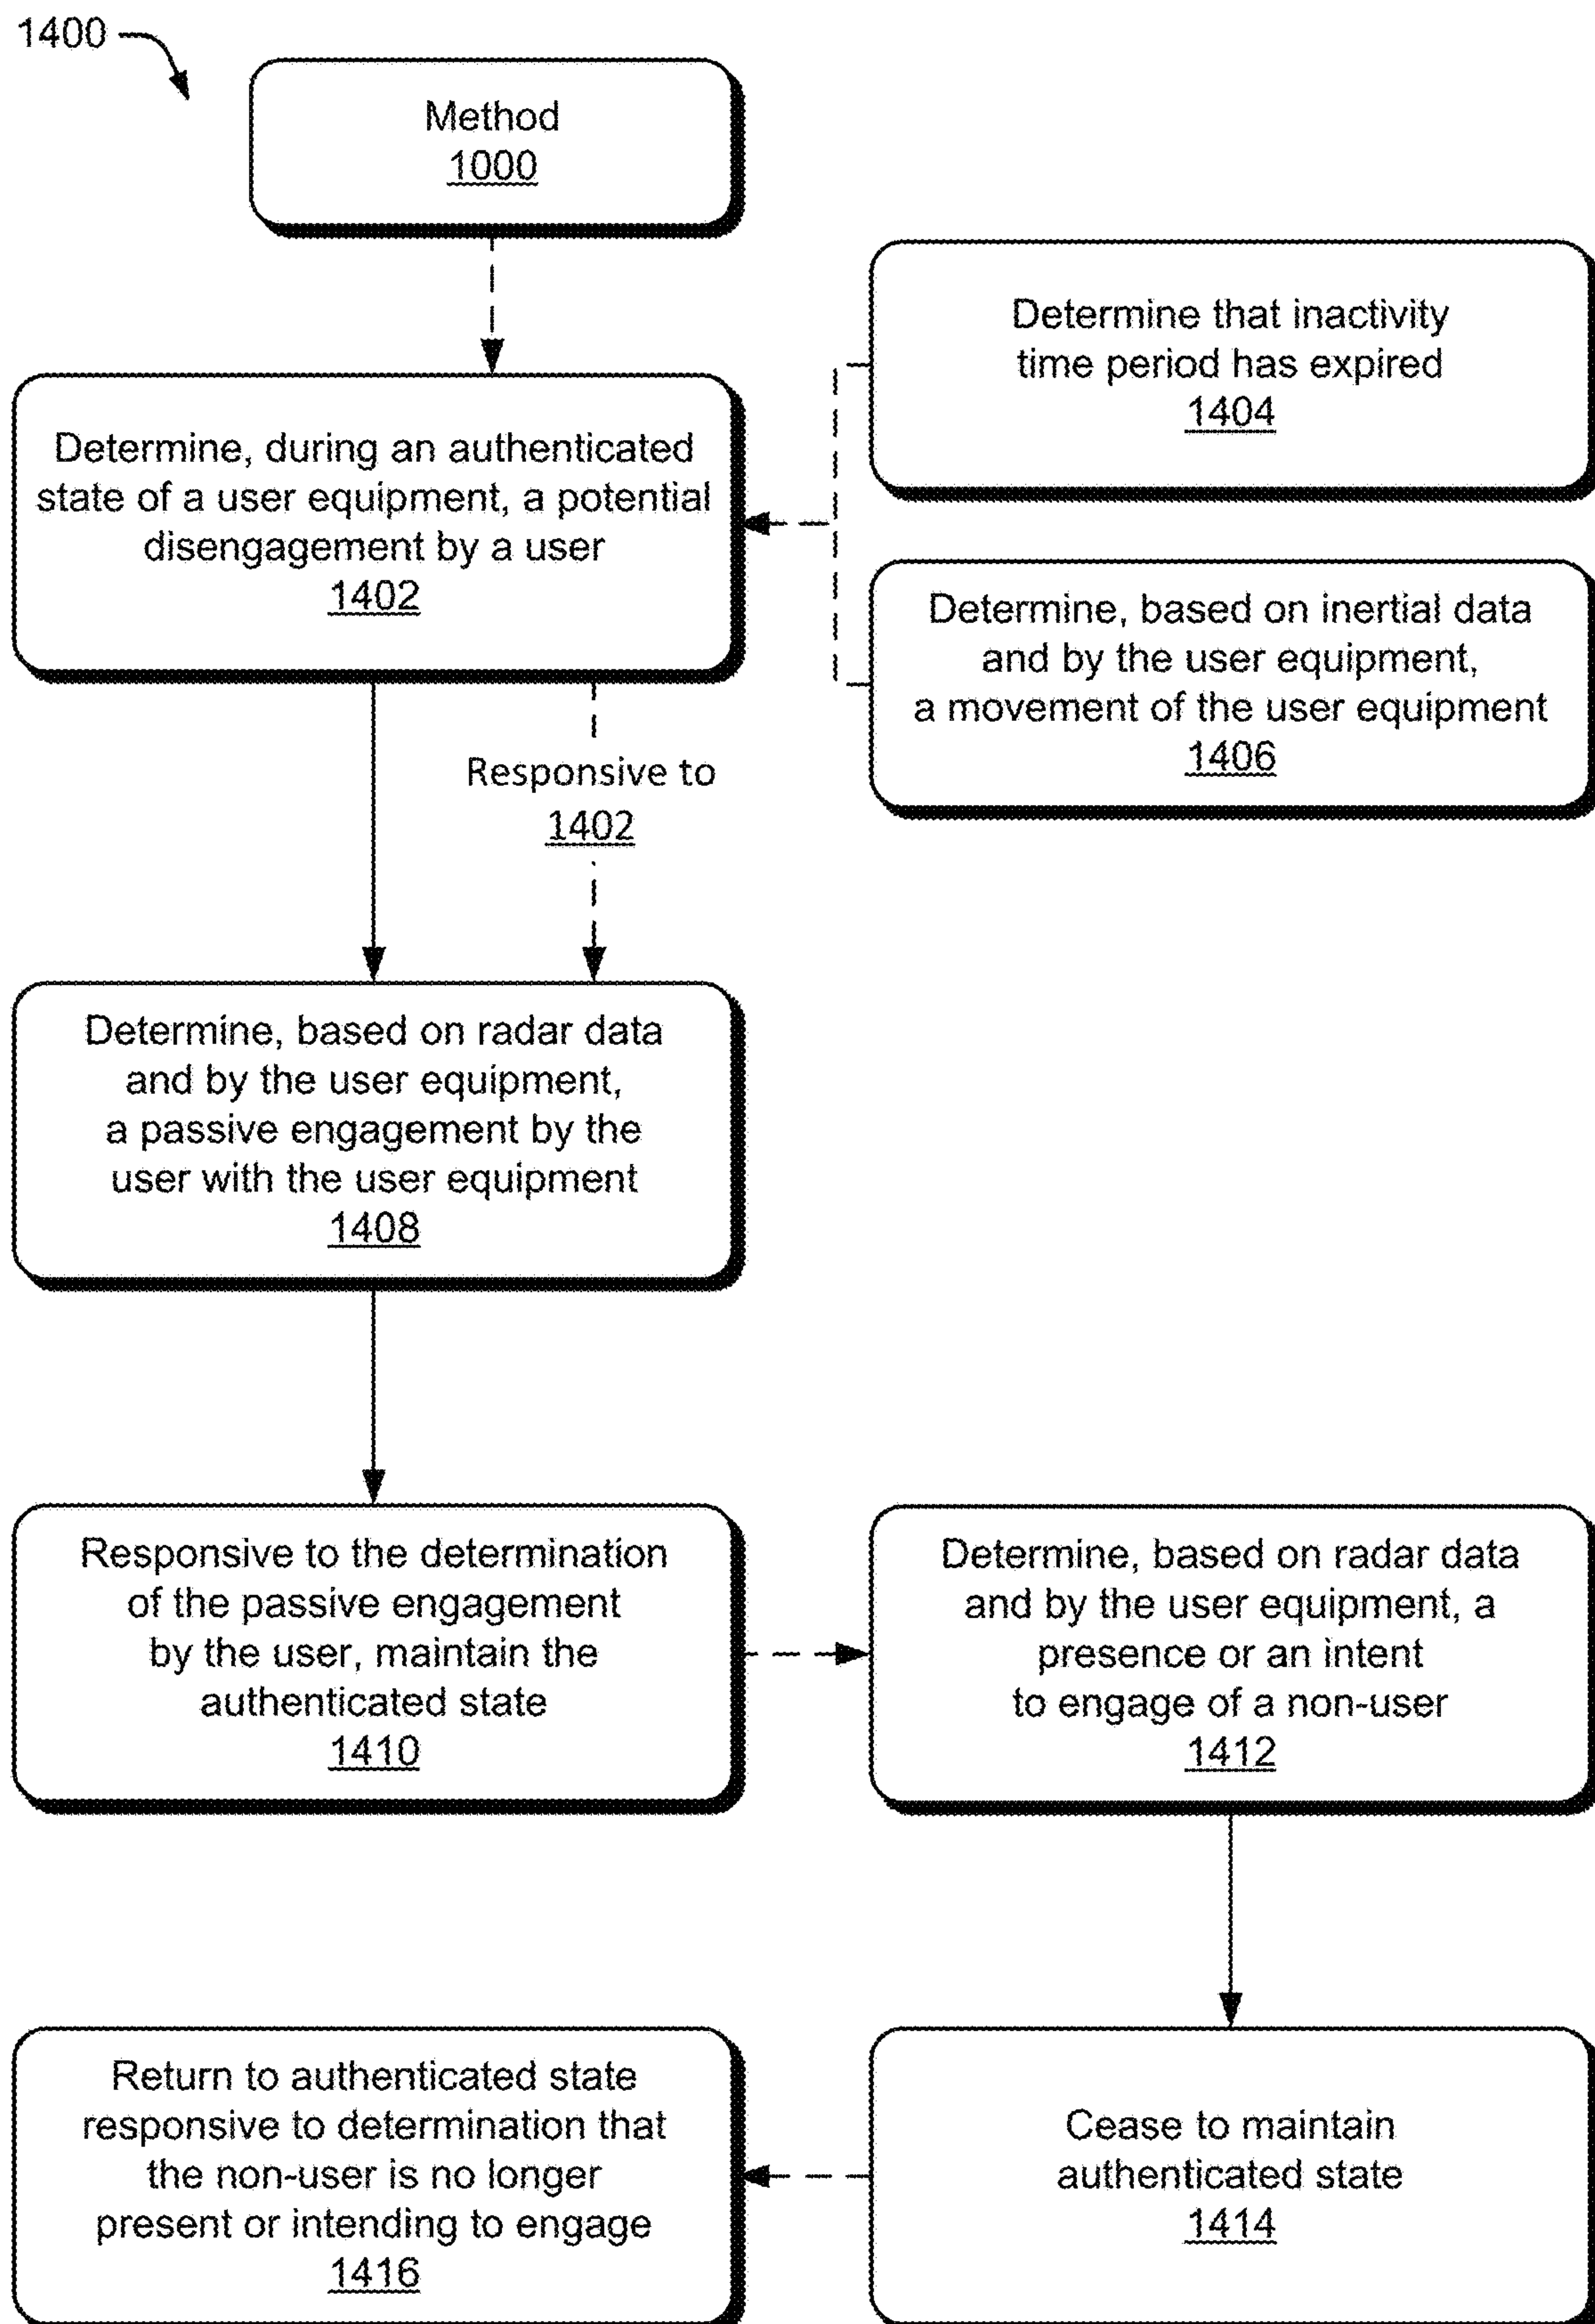 1400
Method
1000
Determine, during an authenticated
state of a user equipment, a potential
disengagement by a user
1402
Determine that inactivity
time period has expired
1404
Determine, based on inertial data
and by the user equipment,
a movement of the user equipment
1406
Responsive to
1402
Determine, based on radar data
and by the user equipment,
a passive engagement by the
user with the user equipment
1408
Responsive to the determination
of the passive engagement
by the user, maintain the
authenticated state
1410
Determine, based on radar data
and by the user equipment, a
presence or an intent
to engage of a non-user
1412
Cease to maintain
authenticated state
1414
Return to authenticated state
responsive to determination that
the non-user is no longer
present or intending to engage
1416